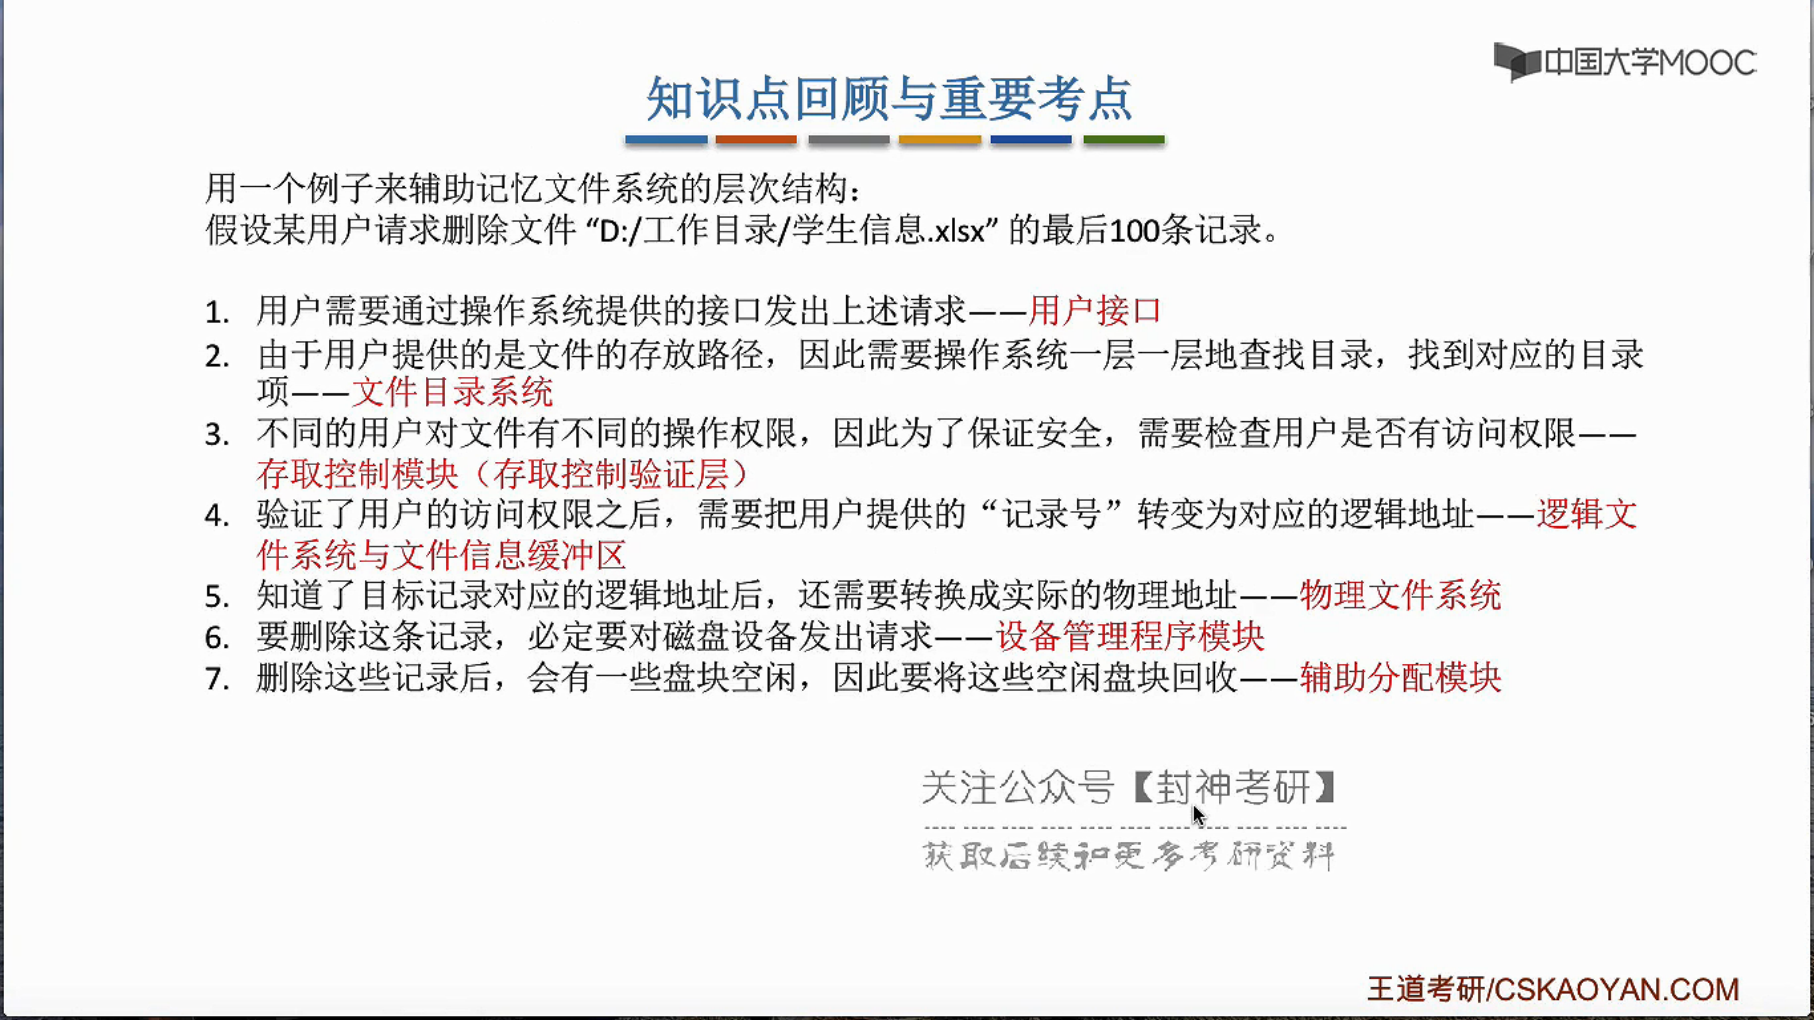 中国大学MOOC
知识点回顾与重要考点
用一个例子来辅助记忆文件系统的层次结构：
假设某用户请求删除文件 “D:/工作目录/学生信息.xlsx” 的最后100条记录。
1. 用户需要通过操作系统提供的接口发出上述请求——用户接口
2. 由于用户提供的是文件的存放路径，因此需要操作系统一层一层地查找目录，找到对应的目录
项——文件目录系统
3. 不同的用户对文件有不同的操作权限，因此为了保证安全，需要检查用户是否有访问权限——
存取控制模块（存取控制验证层）
4. 验证了用户的访问权限之后，需要把用户提供的“记录号”转变为对应的逻辑地址——逻辑文
件系统与文件信息缓冲区
5. 知道了目标记录对应的逻辑地址后，还需要转换成实际的物理地址——物理文件系统
6. 要删除这条记录，必定要对磁盘设备发出请求——设备管理程序模块
7. 删除这些记录后，会有一些盘块空闲，因此要将这些空闲盘块回收——辅助分配模块
关注公众号【封神考研】
获取后续和更多考研资料
王道考研/CSKAOYAN.COM